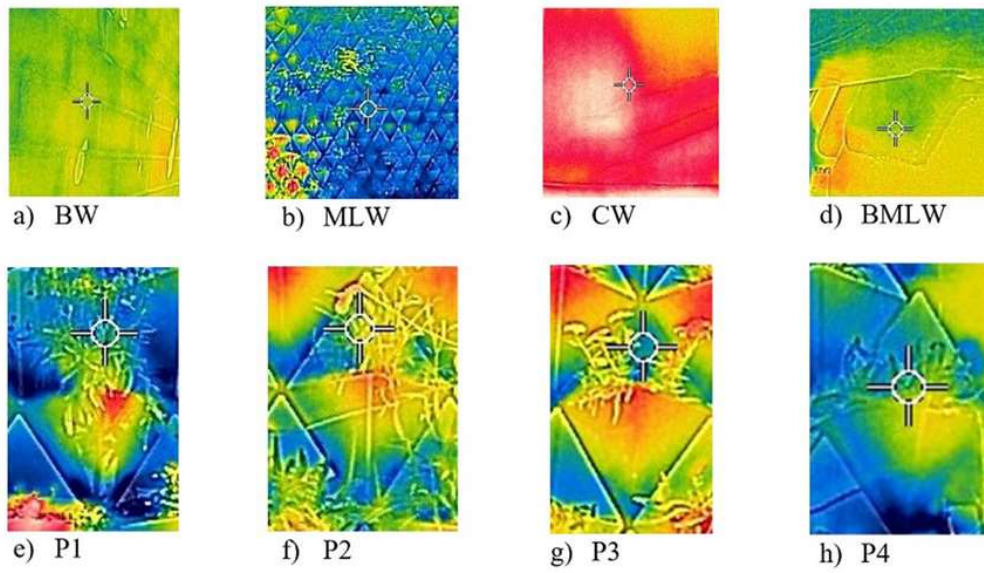 a) BW
b) MLW
c) CW
d) BMLW
e) P1
f) P2
g) P3
h) P4